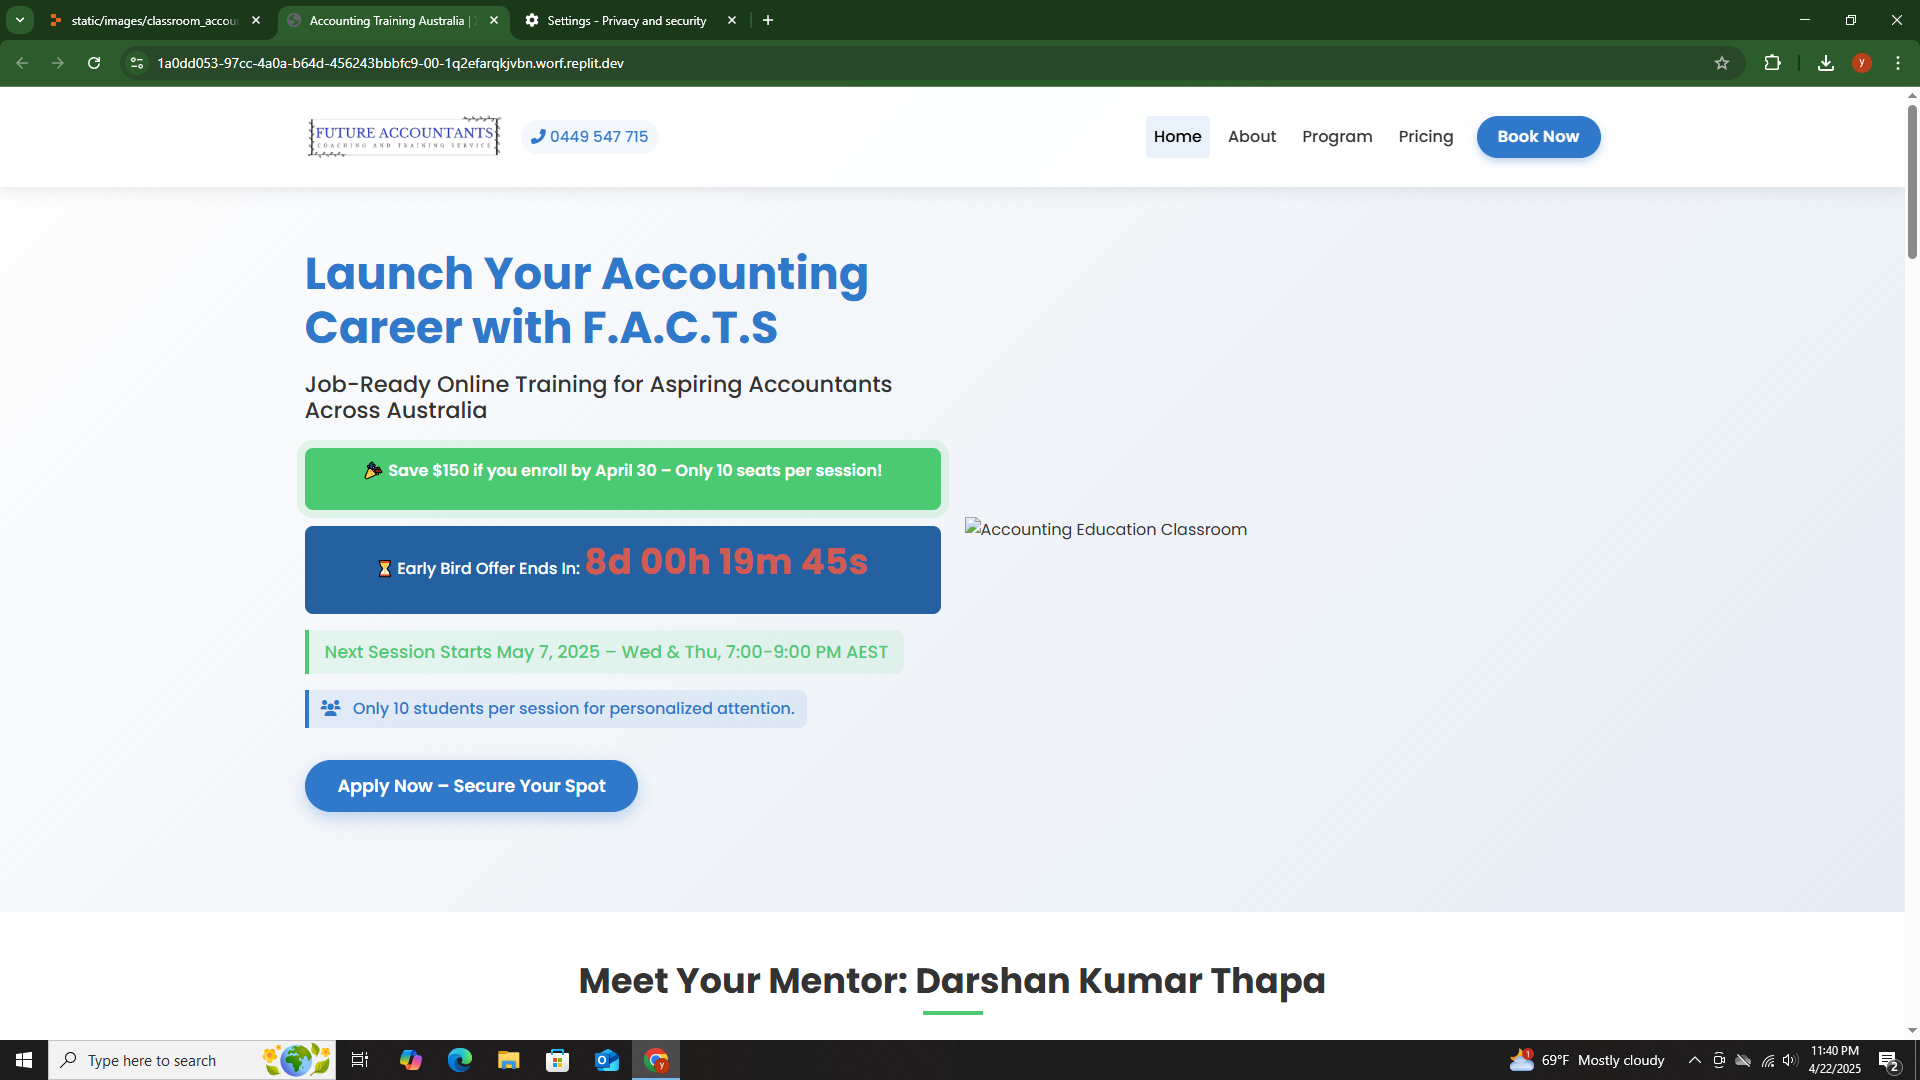 static/images/classroom_accou
Accounting Training Australia |
Settings - Privacy and security
1a0dd053-97cc-4a0a-b64d-456243bbbfc9-00-1q2efarqkjvbn.worf.replit.dev
y
FUTURE ACCOUNTANTS
COACHING AND TRAINING SERVICE
0449 547 715
Home
About
Program
Pricing
Book Now
Launch Your Accounting
Career with F.A.C.T.S
Job-Ready Online Training for Aspiring Accountants
Across Australia
🎉 Save $150 if you enroll by April 30 – Only 10 seats per session!
⏳ Early Bird Offer Ends In: 8d 00h 19m 45s
Accounting Education Classroom
Next Session Starts May 7, 2025 – Wed & Thu, 7:00-9:00 PM AEST
Only 10 students per session for personalized attention.
Apply Now – Secure Your Spot
Meet Your Mentor: Darshan Kumar Thapa
Type here to search
1
69°F Mostly cloudy
11:40 PM
4/22/2025
2